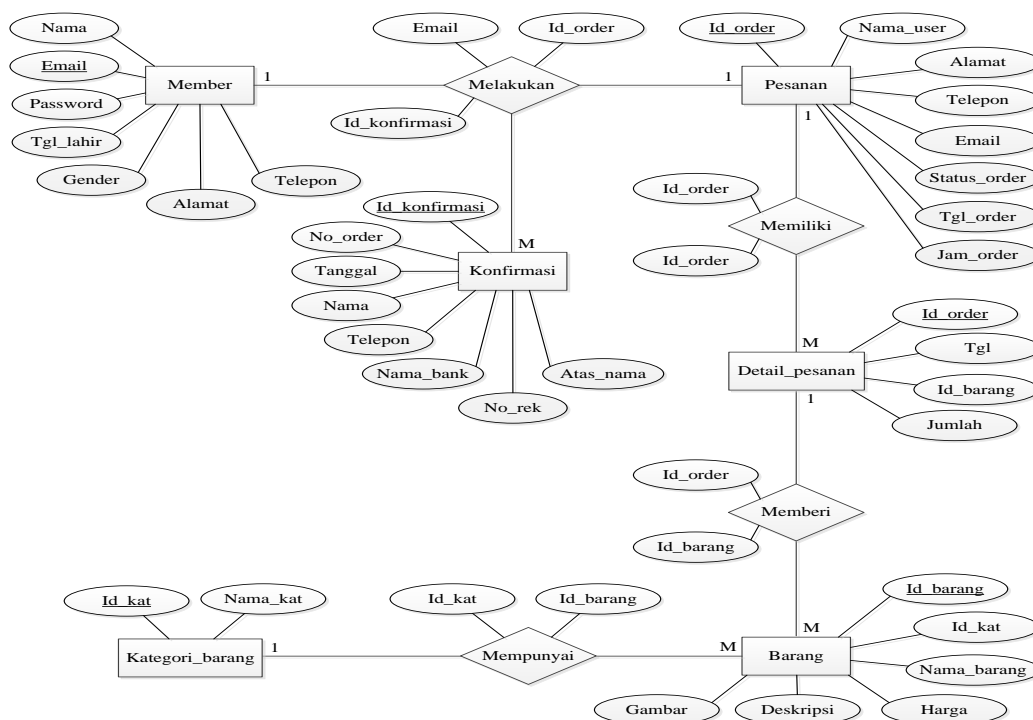 Nama
Email
Id_order
Id_order
Nama_user
Email
Member
1
Melakukan
1
Pesanan
Alamat
Password
Id_konfirmasi
1
Telepon
Tgl_lahir
Email
Gender
Telepon
Alamat
Id_order
Status_order
Id_konfirmasi
Memiliki
Tgl_order
No_order
M
Id_order
Jam_order
Tanggal
Konfirmasi
Nama
Telepon
Id_order
Nama_bank
Atas_nama
M
Tgl
No_rek
Detail_pesanan
Id_barang
1
Jumlah
Id_order
Memberi
Id_barang
Id_kat
Nama_kat
Id_kat
Id_barang
Id_barang
M
Id_kat
Kategori_barang
1
Mempunyai
M
Barang
Nama_barang
Gambar
Deskripsi
Harga